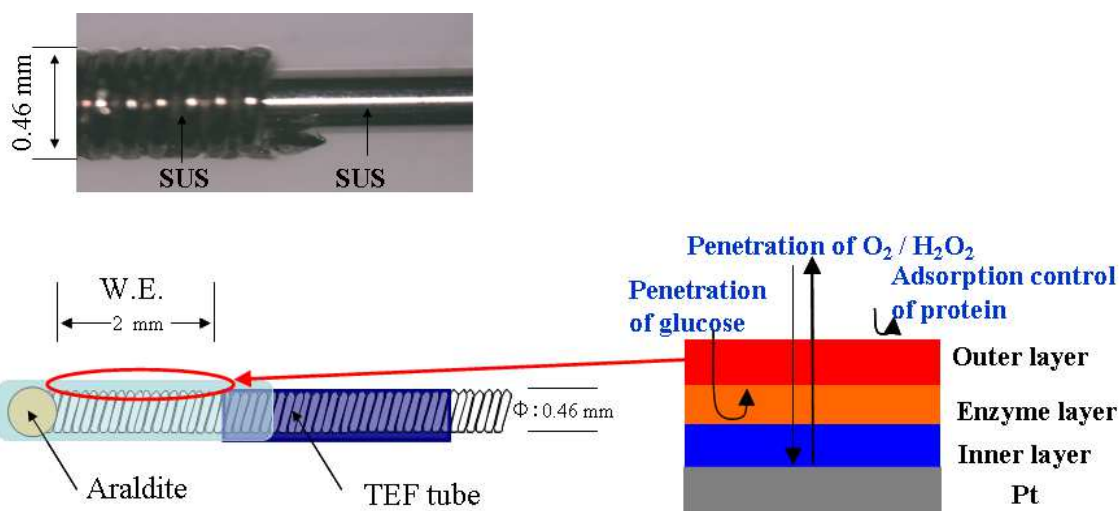 0.46 mm
SUS
SUS
W.E.
2 mm
Φ: 0.46 mm
Araldite
TEF tube
Penetration of O₂ / H₂O₂
Penetration
of glucose
Adsorption control
of protein
Outer layer
Enzyme layer
Inner layer
Pt